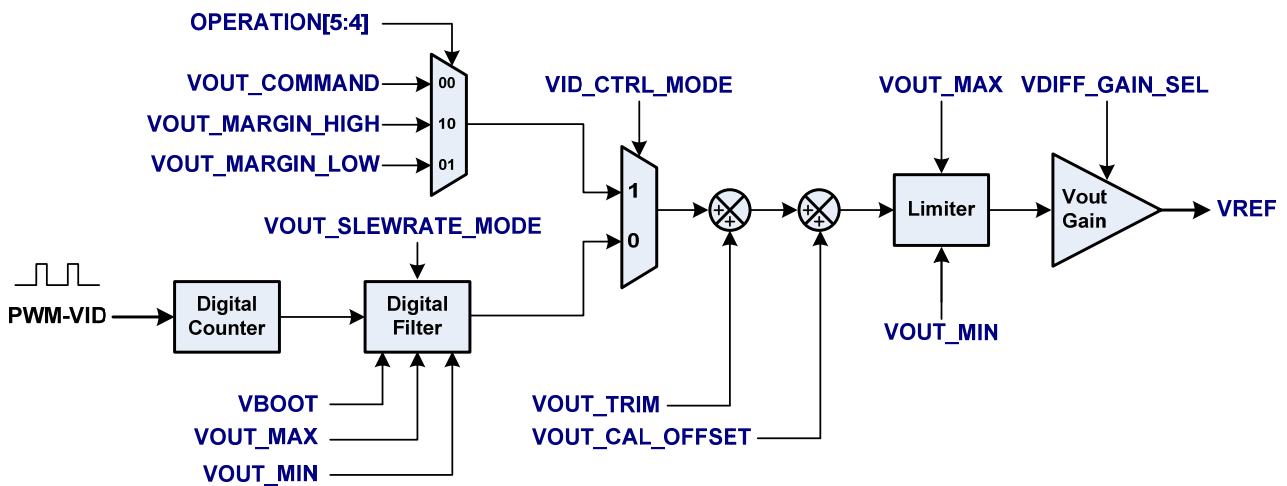 OPERATION[5:4]
VOUT_COMMAND
00
VOUT_MARGIN_HIGH
10
VOUT_MARGIN_LOW
01
VID_CTRL_MODE
1
0
VOUT_MAX
VDIFF_GAIN_SEL
Limiter
Vout
Gain
VREF
+
+
+
+
VOUT_SLEWRATE_MODE
PWM-VID
Digital
Counter
Digital
Filter
VOUT_MIN
VBOOT
VOUT_MAX
VOUT_MIN
VOUT_TRIM
VOUT_CAL_OFFSET